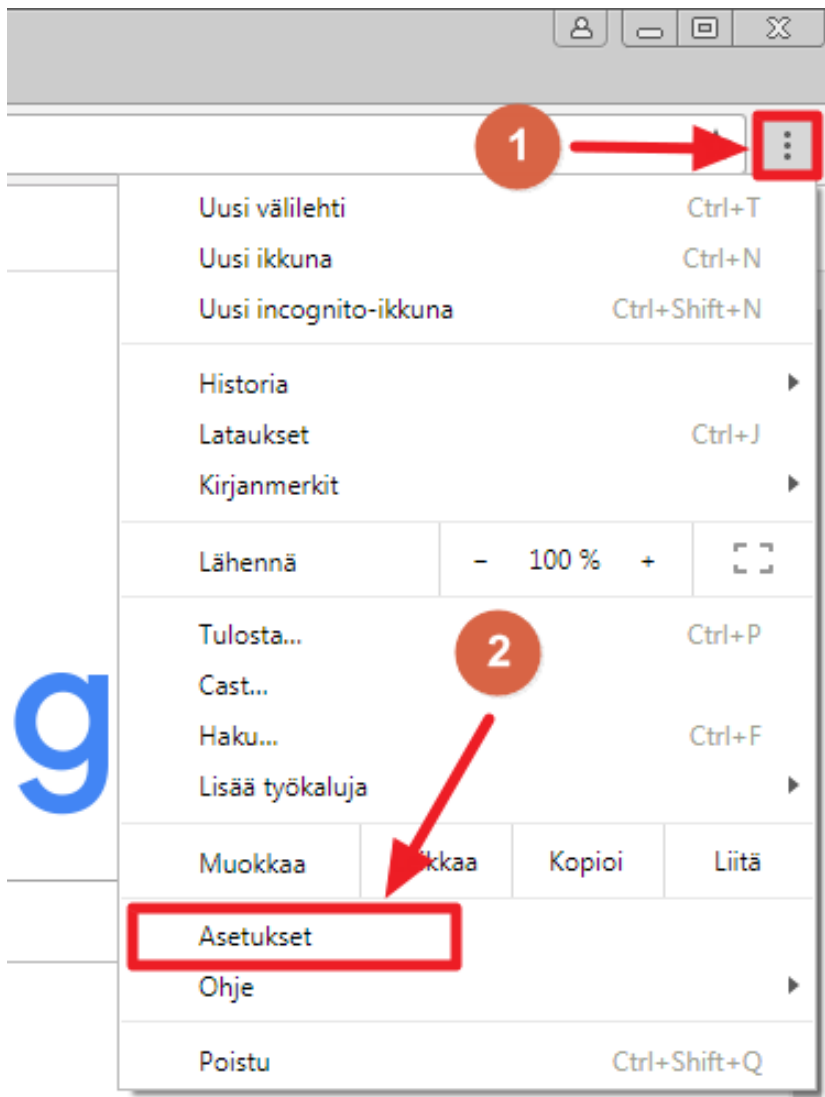 1
Uusi välilehti Ctrl+T
Uusi ikkuna Ctrl+N
Uusi incognito-ikkuna Ctrl+Shift+N
Historia
Lataukset Ctrl+J
Kirjanmerkit
Lähennä − 100 % +
Tulosta... Ctrl+P
2
Cast...
g
Haku... Ctrl+F
Lisää työkaluja
Muokkaa Kopioi Liitä
Asetukset
Ohje
Poistu Ctrl+Shift+Q